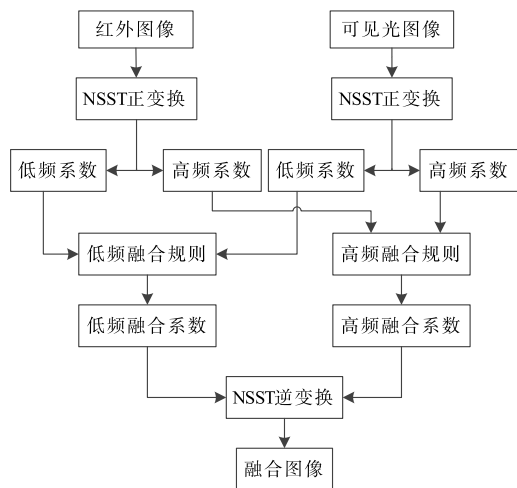 红外图像
可见光图像
NSST正变换
NSST正变换
低频系数
高频系数
低频系数
高频系数
低频融合规则
高频融合规则
低频融合系数
高频融合系数
NSST逆变换
融合图像